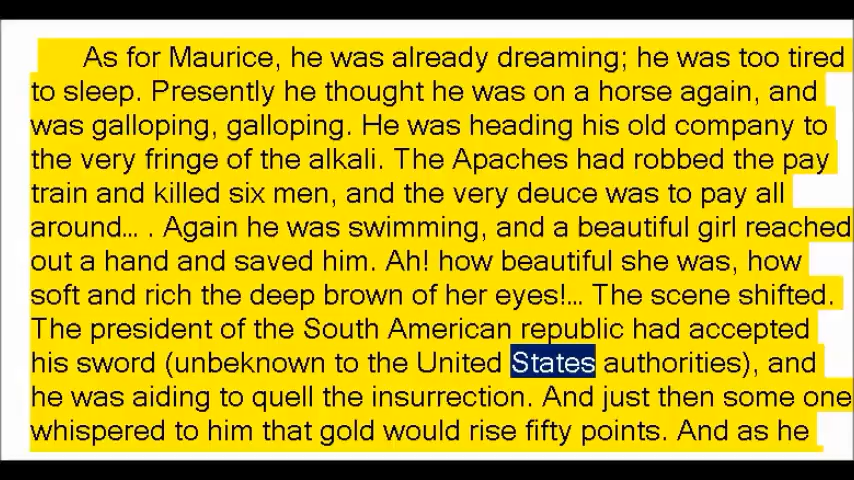 As for Maurice, he was already dreaming; he was too tired
to sleep. Presently he thought he was on a horse again, and
was galloping, galloping. He was heading his old company to
the very fringe of the alkali. The Apaches had robbed the pay
train and killed six men, and the very deuce was to pay all
around... . Again he was swimming, and a beautiful girl reached
out a hand and saved him. Ah! how beautiful she was, how
soft and rich the deep brown of her eyes!... The scene shifted.
The president of the South American republic had accepted
his sword (unbeknown to the United States authorities), and
he was aiding to quell the insurrection. And just then some one
whispered to him that gold would rise fifty points. And as he